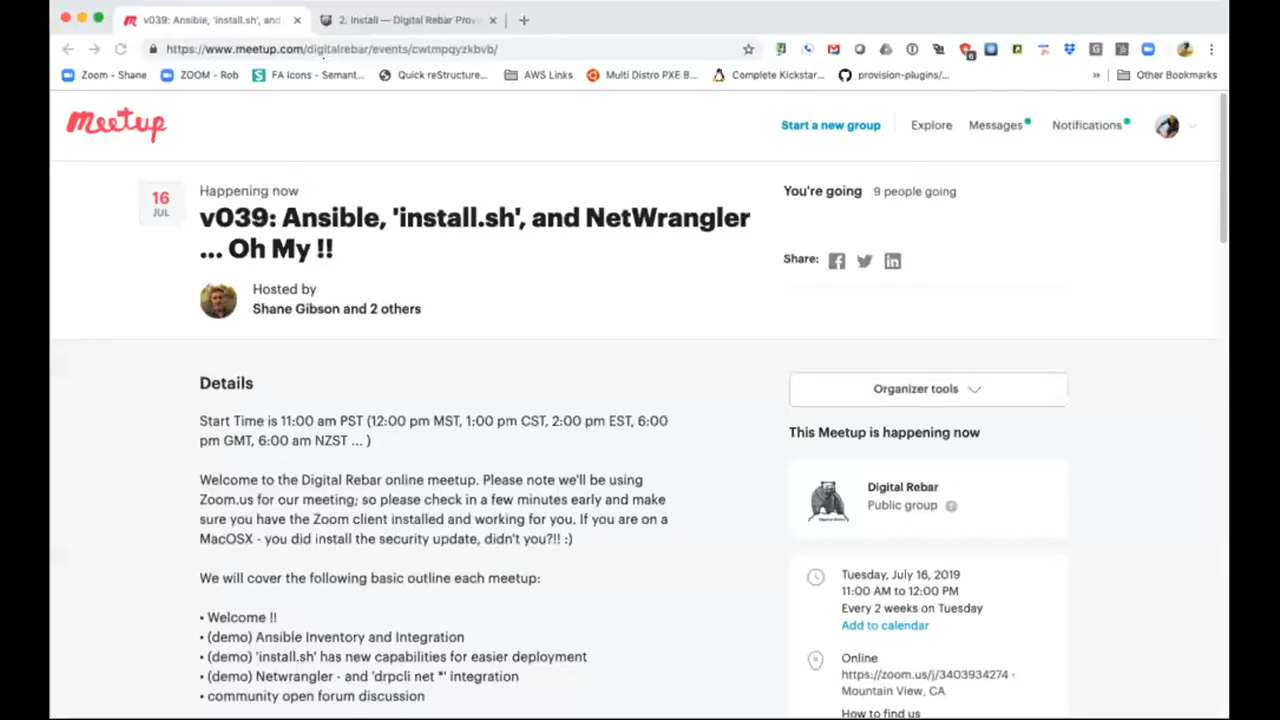 v039: Ansible, 'install.sh', and
2. Install — Digital Rebar Prov
https://www.meetup.com/digitalrebar/events/cwtmpqyzkbvb/
6
Zoom - Shane
ZOOM - Rob
FA Icons - Semant...
Quick reStructure...
AWS Links
Multi Distro PXE B...
Complete Kickstar...
provision-plugins/...
»
Other Bookmarks
Meetup
Start a new group
Explore
Messages
Notifications
16
JUL
Happening now
v039: Ansible, 'install.sh', and NetWrangler
... Oh My !!
Hosted by
Shane Gibson and 2 others
You're going
9 people going
Share:
Details
Start Time is 11:00 am PST (12:00 pm MST, 1:00 pm CST, 2:00 pm EST, 6:00
pm GMT, 6:00 am NZST ... )
Welcome to the Digital Rebar online meetup. Please note we'll be using
Zoom.us for our meeting; so please check in a few minutes early and make
sure you have the Zoom client installed and working for you. If you are on a
MacOSX - you did install the security update, didn't you?!! :)
We will cover the following basic outline each meetup:
• Welcome !!
• (demo) Ansible Inventory and Integration
• (demo) 'install.sh' has new capabilities for easier deployment
• (demo) Netwrangler - and 'drpcli net *' integration
• community open forum discussion
Organizer tools
This Meetup is happening now
Digital Rebar
Public group
Tuesday, July 16, 2019
11:00 AM to 12:00 PM
Every 2 weeks on Tuesday
Add to calendar
Online
https://zoom.us/j/3403934274 ·
Mountain View, CA
How to find us